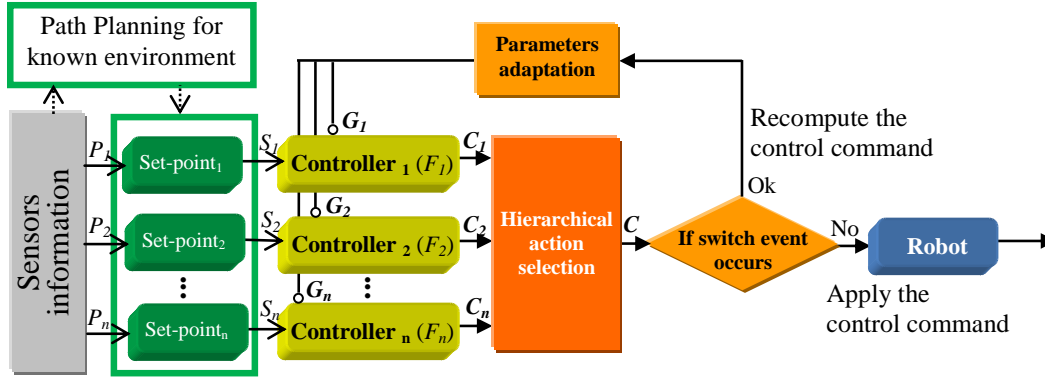 Path Planning for
known environment
Parameters
adaptation
Recompute the
control command
Ok
Sensors
information
P1
Set-point1
S1
G1
Controller 1 (F1)
C1
P2
Set-point2
S2
G2
Controller 2 (F2)
C2
Hierarchical
action
selection
C
If switch event
occurs
No
Robot
Apply the
control command
Pn
Set-pointn
Sn
Gn
Controller n (Fn)
Cn